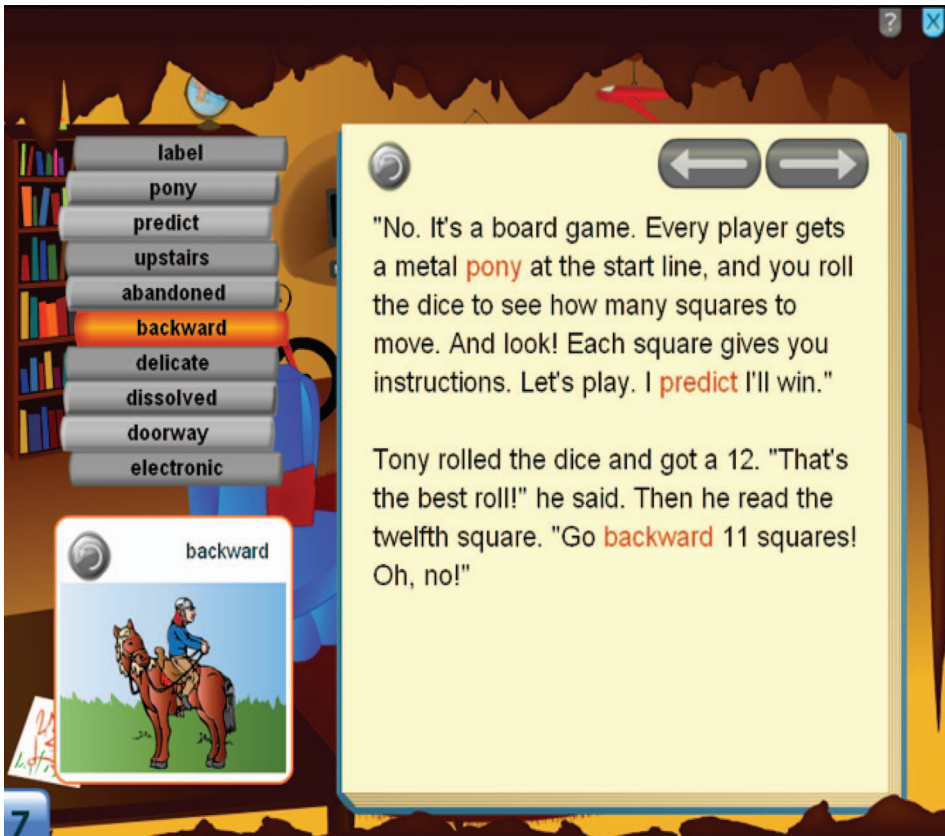 ?
X
label
pony
predict
upstairs
abandoned
backward
delicate
dissolved
doorway
electronic
backward
7
"No. It's a board game. Every player gets
a metal pony at the start line, and you roll
the dice to see how many squares to
move. And look! Each square gives you
instructions. Let's play. I predict I'll win."
Tony rolled the dice and got a 12. "That's
the best roll!" he said. Then he read the
twelfth square. "Go backward 11 squares!
Oh, no!"